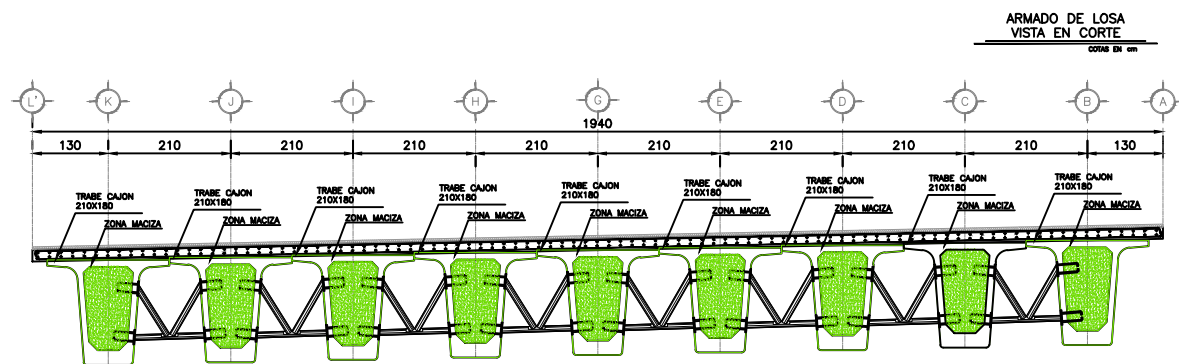 ARMADO DE LOSA
VISTA EN CORTE
COTAS EN cm
L' K J I H G E D C B A
1940
130 210 210 210 210 210 210 210 210 130
TRABE CAJON
210X180
ZONA MACIZA
TRABE CAJON
210X180
ZONA MACIZA
TRABE CAJON
210X180
ZONA MACIZA
TRABE CAJON
210X180
ZONA MACIZA
TRABE CAJON
210X180
ZONA MACIZA
TRABE CAJON
210X180
ZONA MACIZA
TRABE CAJON
210X180
ZONA MACIZA
TRABE CAJON
210X180
ZONA MACIZA
TRABE CAJON
210X180
ZONA MACIZA